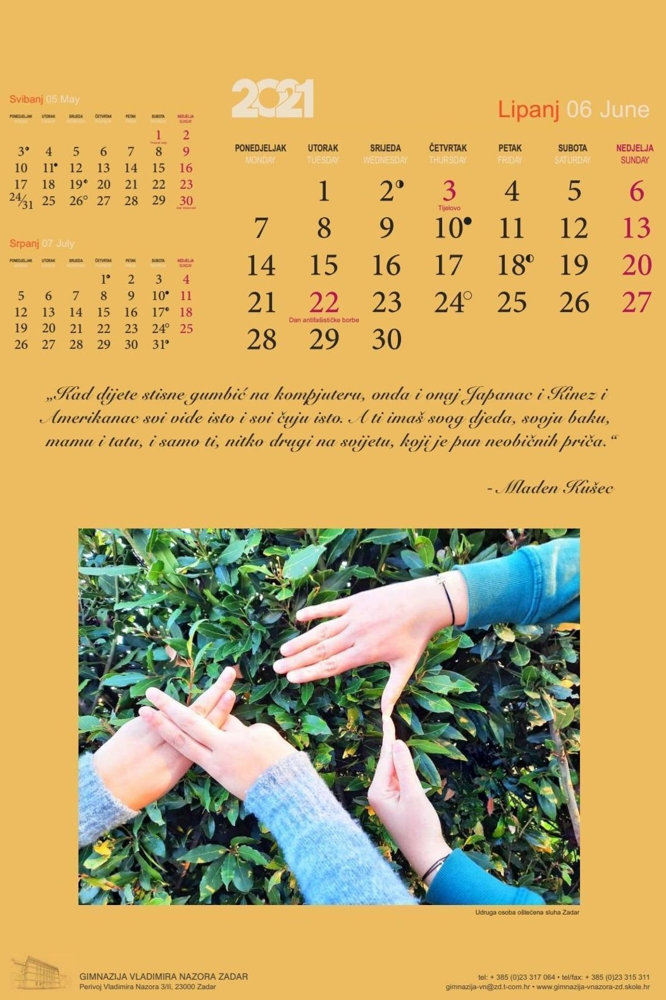 Svibanj 05 May
PONEDJELJAK UTORAK SRIJEDA ČETVRTAK PETAK SUBOTA NEDJELJA
SUNDAY
1 2
3 4 5 6 7 8 9
10 11 12 13 14 15 16
17 18 19 20 21 22 23
24/31 25 26 27 28 29 30
Srpanj 07 July
PONEDJELJAK UTORAK SRIJEDA ČETVRTAK PETAK SUBOTA NEDJELJA
SUNDAY
1 2 3 4
5 6 7 8 9 10 11
12 13 14 15 16 17 18
19 20 21 22 23 24 25
26 27 28 29 30 31
2021
Lipanj 06 June
PONEDJELJAK UTORAK SRIJEDA ČETVRTAK PETAK SUBOTA NEDJELJA
MONDAY TUESDAY WEDNESDAY THURSDAY FRIDAY SATURDAY SUNDAY
1 2 3 4 5 6
Tijelovo
7 8 9 10 11 12 13
14 15 16 17 18 19 20
21 22 23 24 25 26 27
Dan antifašističke borbe
28 29 30
„Kad dijete stisne gumbić na kompjuteru, onda i onaj Japanac i Kinez i
Amerikanac svi vide isto i svi čuju isto. A ti imaš svog djeda, svoju baku,
mamu i tatu, i samo ti, nitko drugi na svijetu, koji je pun neobičnih priča.“
- Mladen Kušec
Udruga osoba oštećena sluha Zadar
GIMNAZIJA VLADIMIRA NAZORA ZADAR
Perivoj Vladimira Nazora 3/II, 23000 Zadar
tel: + 385 (0)23 317 064 • tel/fax: + 385 (0)23 315 311
gimnazija-vn@zd.t-com.hr • www.gimnazija-vnazora-zd.skole.hr